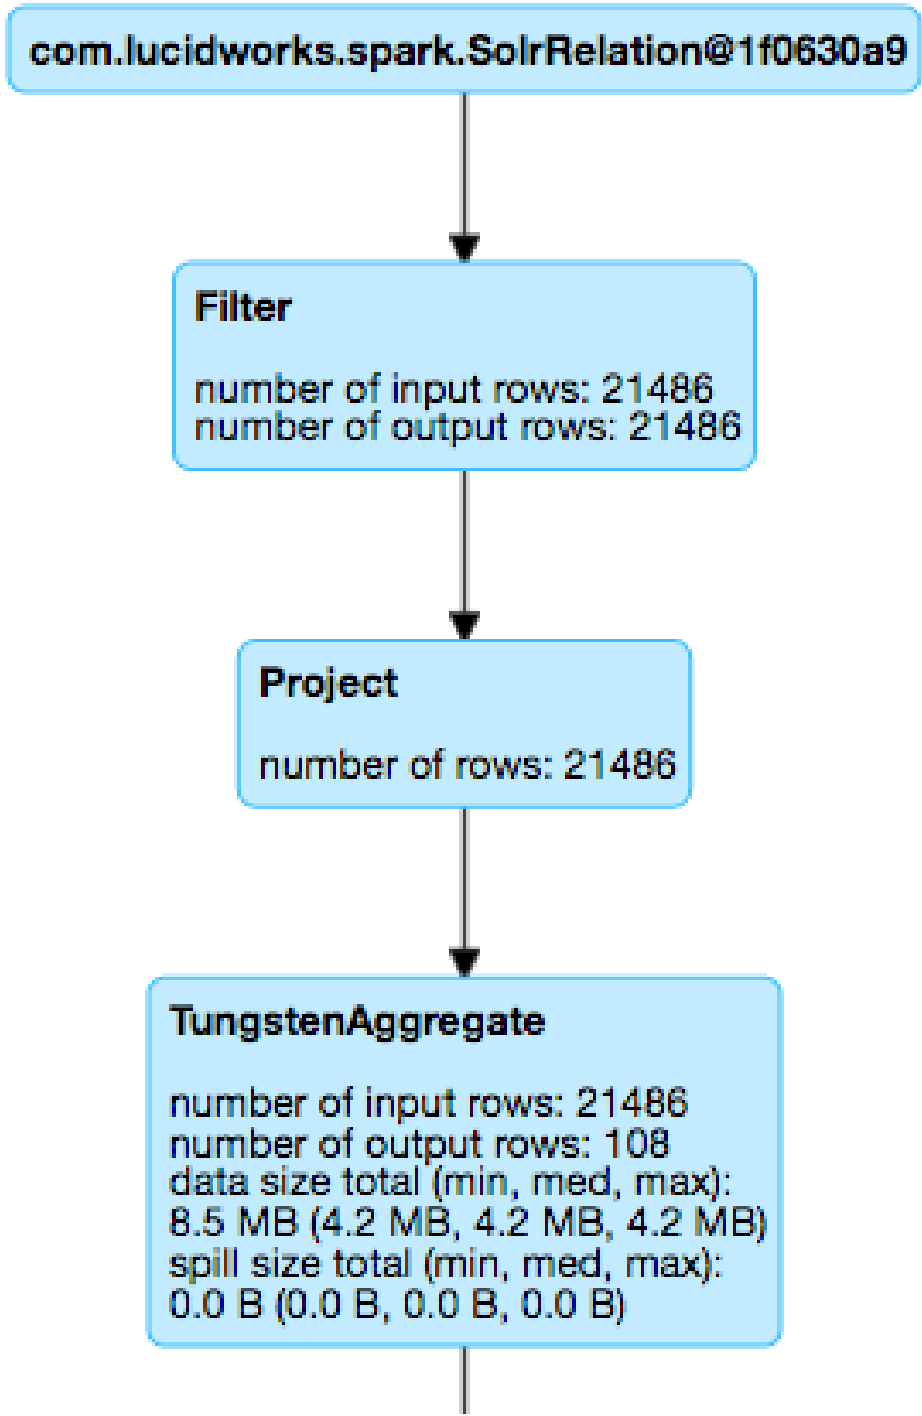 com.lucidworks.spark.SolrRelation@1f0630a9
Filter
number of input rows: 21486
number of output rows: 21486
Project
number of rows: 21486
TungstenAggregate
number of input rows: 21486
number of output rows: 108
data size total (min, med, max):
8.5 MB (4.2 MB, 4.2 MB, 4.2 MB)
spill size total (min, med, max):
0.0 B (0.0 B, 0.0 B, 0.0 B)